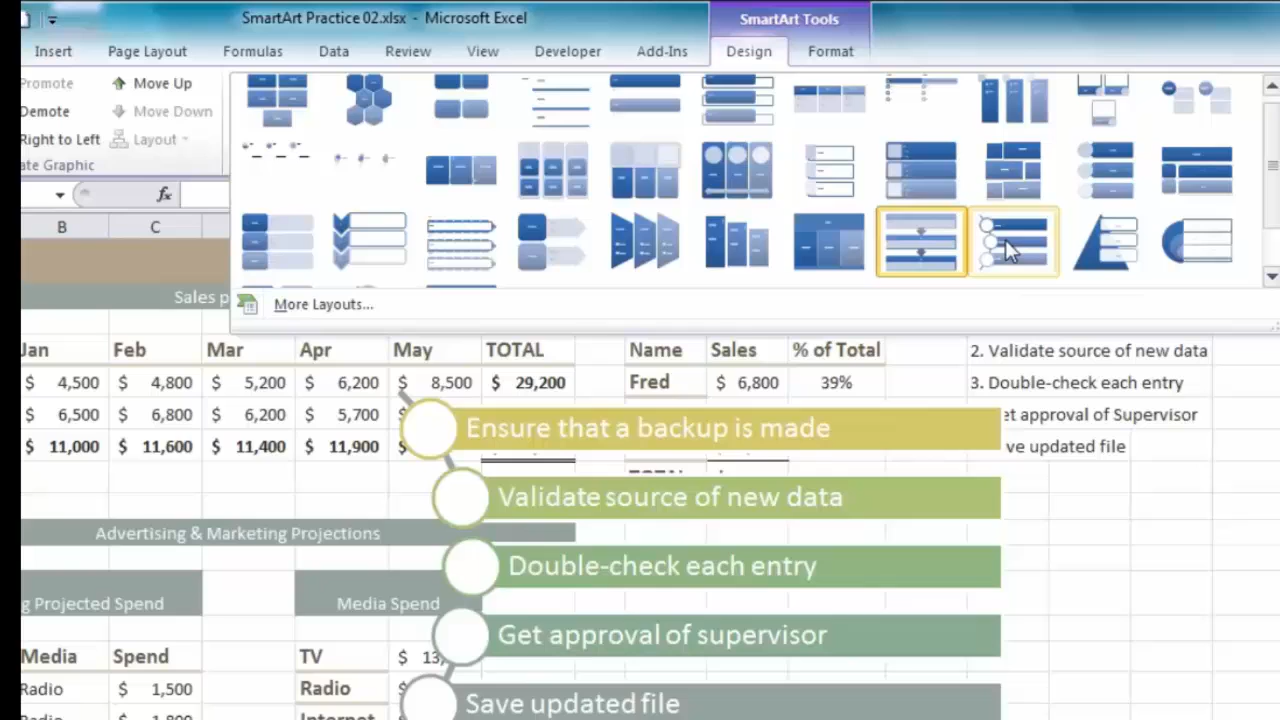 SmartArt Practice 02.xlsx - Microsoft Excel
SmartArt Tools
Insert Page Layout Formulas Data Review View Developer Add-Ins Design Format
Promote Move Up
Demote Move Down
Right to Left Layout
ate Graphic
fx
B C
Sales p
More Layouts...
Jan Feb Mar Apr May TOTAL Name Sales % of Total 2. Validate source of new data
$ 4,500 $ 4,800 $ 5,200 $ 6,200 $ 8,500 $ 29,200 Fred $ 6,800 39% 3. Double-check each entry
$ 6,500 $ 6,800 $ 6,200 $ 5,700 et approval of Supervisor
Ensure that a backup is made
$ 11,000 $ 11,600 $ 11,400 $ 11,900 $ ve updated file
Validate source of new data
Advertising & Marketing Projections
Double-check each entry
g Projected Spend Media Spend
Get approval of supervisor
Media Spend TV $ 13,
Radio $ 1,500 Radio
Save updated file